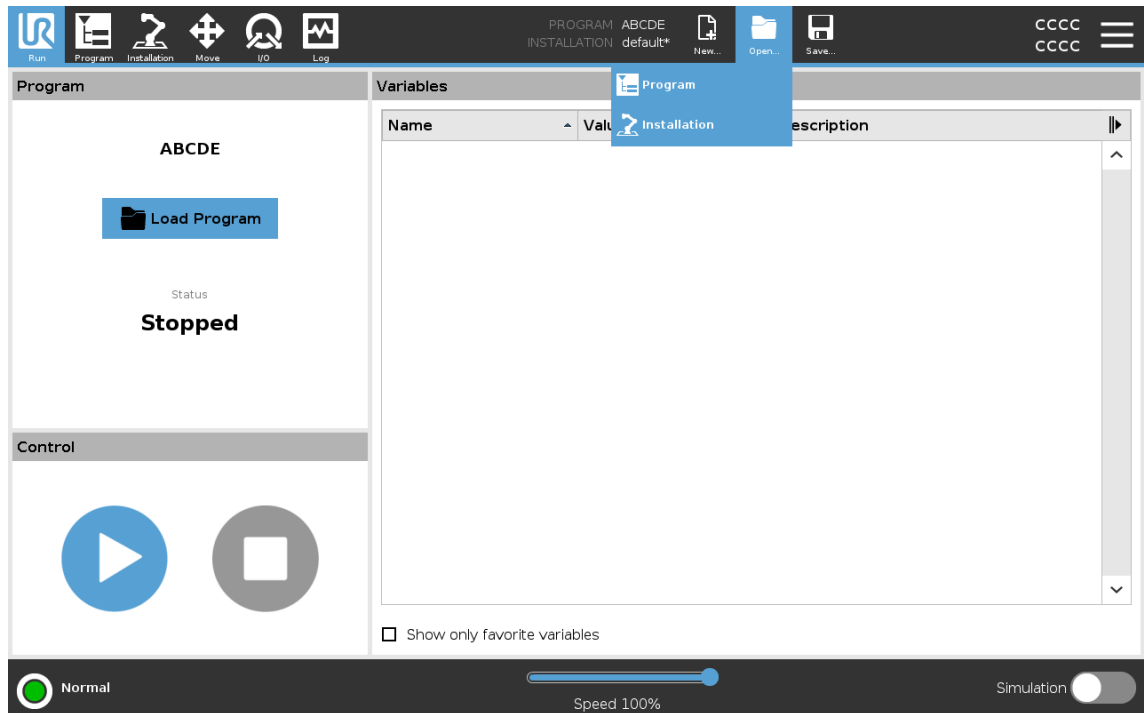 UR
Run
Program
Installation
Move
I/O
Log
PROGRAM ABCDE
INSTALLATION default*
New...
Open...
Save...
CCCC
CCCC
Program
Variables
Program
Installation
Name
Valu
escription
ABCDE
Load Program
Status
Stopped
Control
Show only favorite variables
Normal
Speed 100%
Simulation